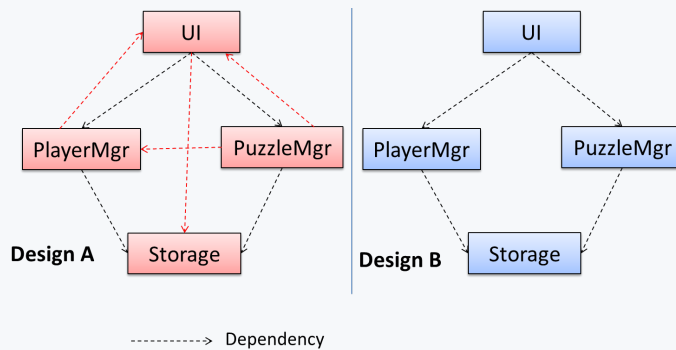 UI
PlayerMgr
PuzzleMgr
Storage
Design A
UI
PlayerMgr
PuzzleMgr
Storage
Design B
Dependency